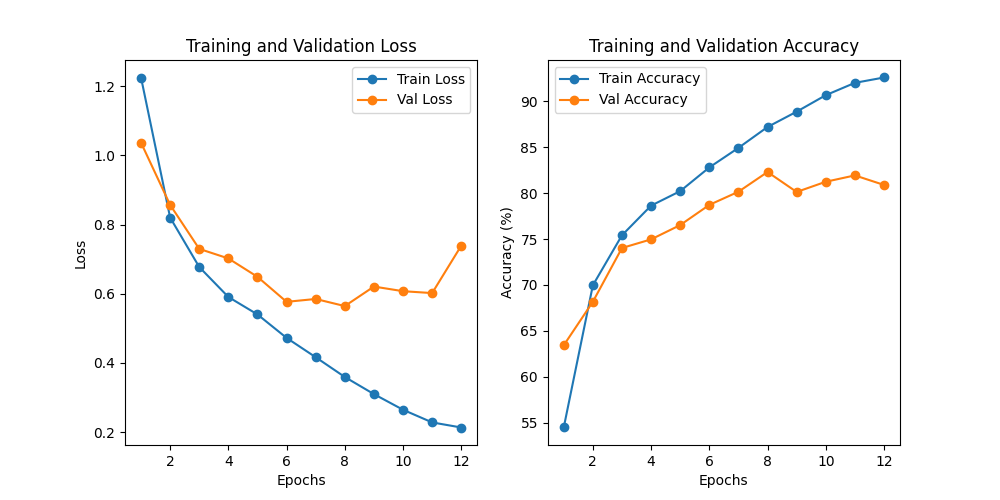 Training and Validation Loss
Train Loss
Val Loss
1.2
1.0
0.8
0.6
0.4
0.2
Loss
2 4 6 8 10 12
Epochs
Training and Validation Accuracy
Train Accuracy
Val Accuracy
90
85
80
75
70
65
60
55
Accuracy (%)
2 4 6 8 10 12
Epochs